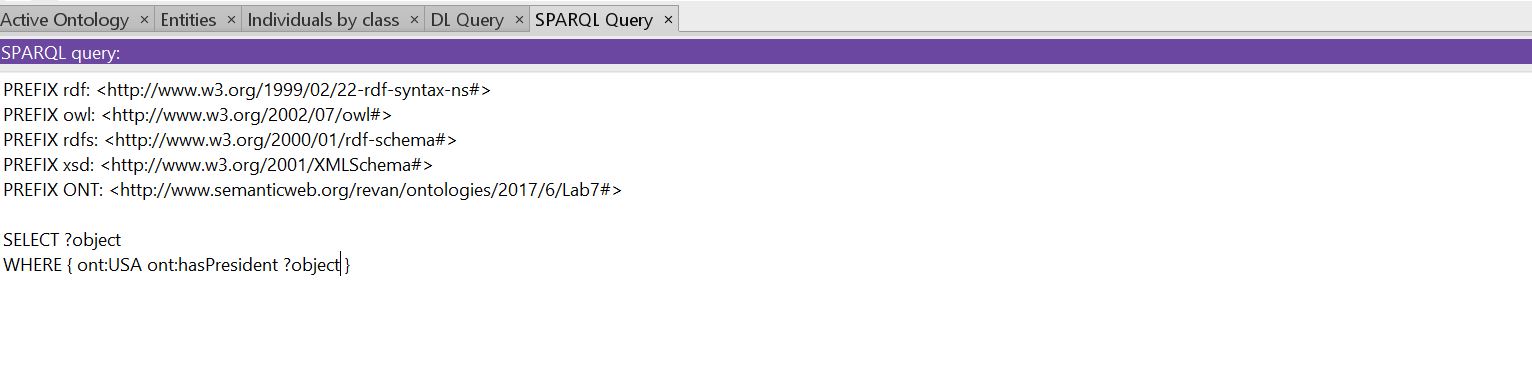 Active Ontology × Entities × Individuals by class × DL Query × SPARQL Query ×
SPARQL query:
PREFIX rdf: <http://www.w3.org/1999/02/22-rdf-syntax-ns#>
PREFIX owl: <http://www.w3.org/2002/07/owl#>
PREFIX rdfs: <http://www.w3.org/2000/01/rdf-schema#>
PREFIX xsd: <http://www.w3.org/2001/XMLSchema#>
PREFIX ONT: <http://www.semanticweb.org/revan/ontologies/2017/6/Lab7#>
SELECT ?object
WHERE { ont:USA ont:hasPresident ?object }